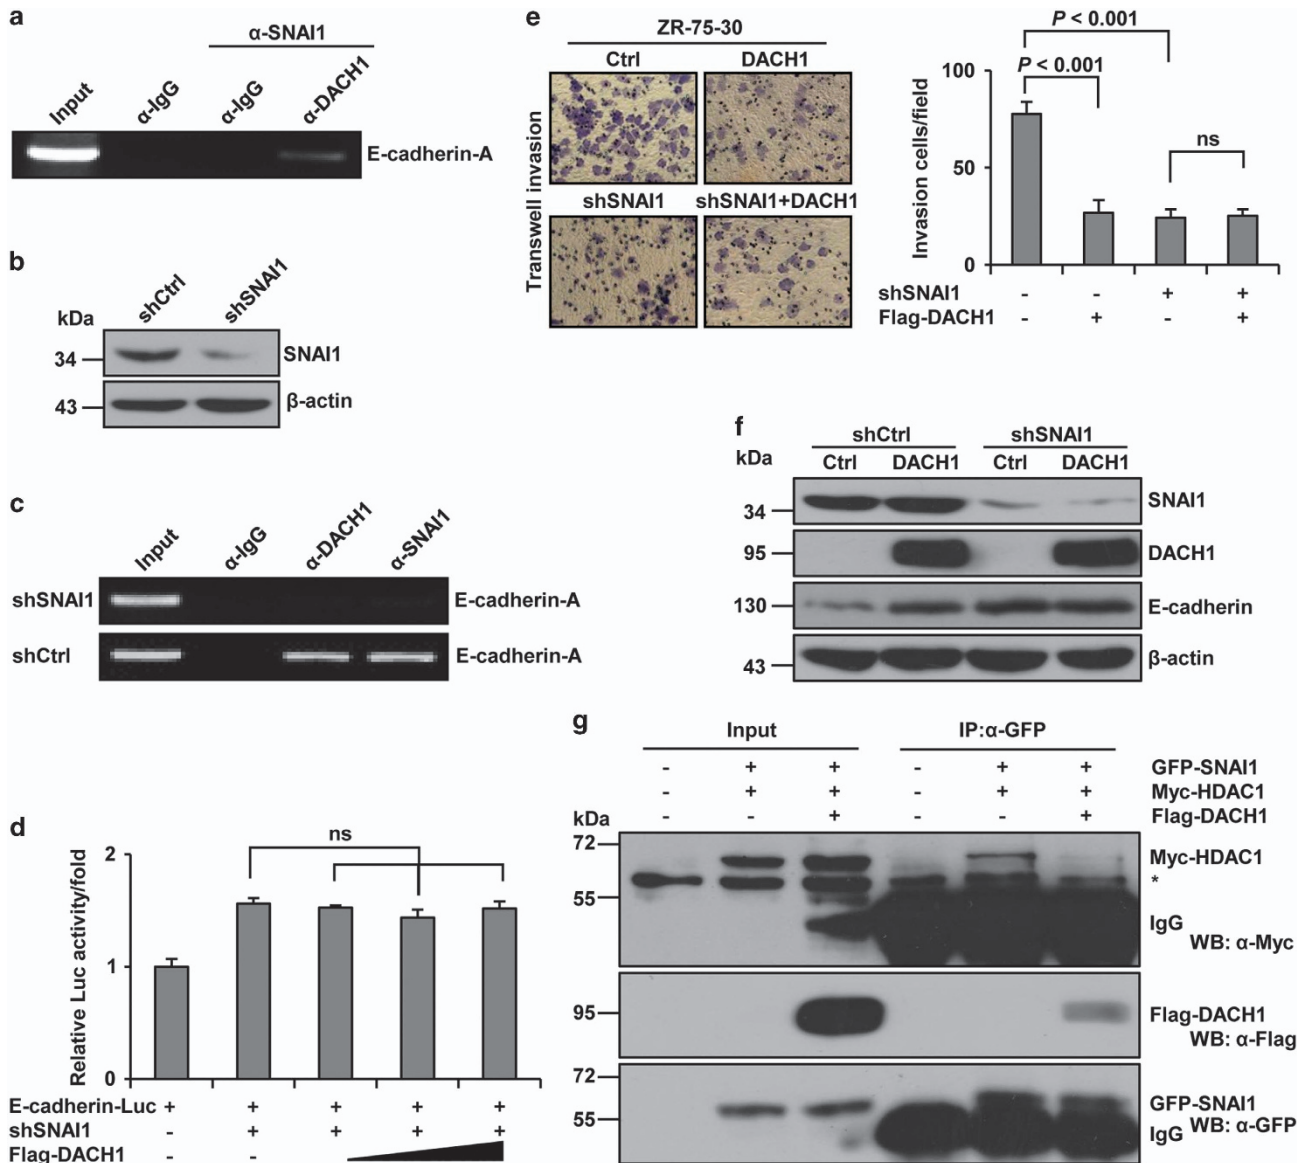 a
α-SNAI1
Input α-IgG α-IgG α-DACH1
E-cadherin-A
b
shCtrl shSNAI1
kDa
34 SNAI1
43 β-actin
c
Input α-IgG α-DACH1 α-SNAI1
shSNAI1 E-cadherin-A
shCtrl E-cadherin-A
d
Relative Luc activity/fold
2
1
0
ns
E-cadherin-Luc + + + + +
shSNAI1 - + + + +
Flag-DACH1 - -
e
ZR-75-30
Ctrl DACH1
shSNAI1 shSNAI1+DACH1
Transwell invasion
P < 0.001
P < 0.001
ns
Invasion cells/field
100
50
0
shSNAI1 - - + +
Flag-DACH1 - + - +
f
shCtrl shSNAI1
kDa Ctrl DACH1 Ctrl DACH1
34 SNAI1
95 DACH1
130 E-cadherin
43 β-actin
g
Input IP:α-GFP
- + + - + + GFP-SNAI1
- + + - + + Myc-HDAC1
- - + - - + Flag-DACH1
kDa
72
Myc-HDAC1
*
55
IgG
WB: α-Myc
95 Flag-DACH1
WB: α-Flag
72
GFP-SNAI1
55
WB: α-GFP
IgG